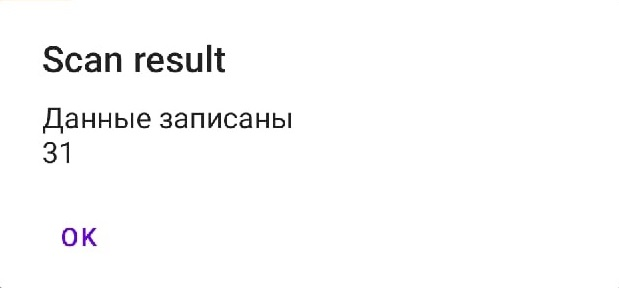 Scan result
Данные записаны
31
OK